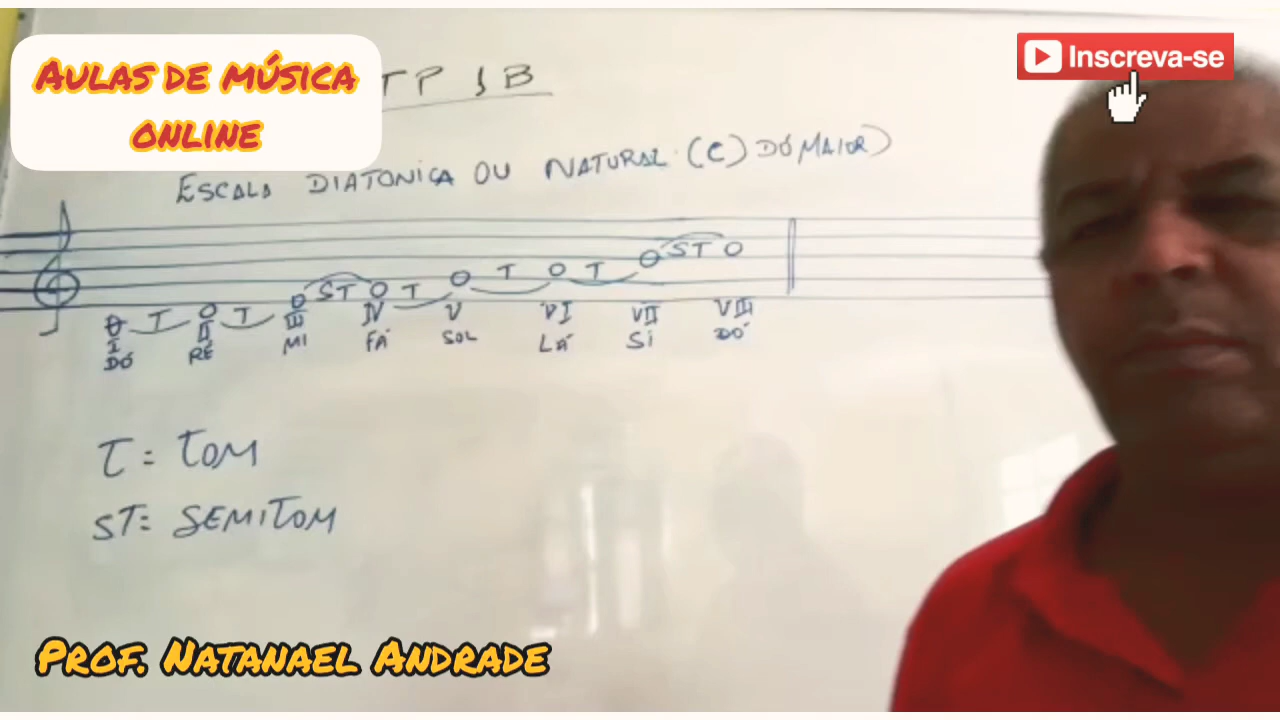 AULAS DE MÚSICA
ONLINE
Inscreva-se
TP 1B
ESCALA DIATONICA OU NATURAL (C) DÓ MAIOR)
T T ST T T T ST
I II III IV V VI VII VIII
DÓ RÉ MI FÁ SOL LÁ SI DÓ
T = TOM
ST= SEMITOM
PROF. NATANAEL ANDRADE